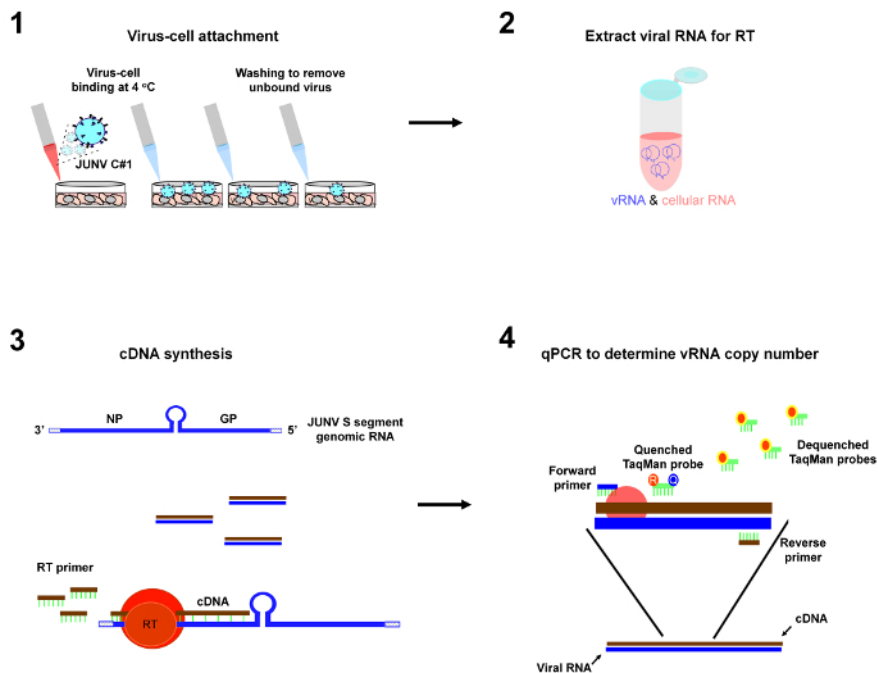 1
Virus-cell attachment
Virus-cell
binding at 4 °C
Washing to remove
unbound virus
JUNV C#1
2
Extract viral RNA for RT
vRNA & cellular RNA
3
cDNA synthesis
NP
GP
3'
5'
JUNV S segment
genomic RNA
RT primer
cDNA
RT
4
qPCR to determine vRNA copy number
Dequenched
TaqMan probes
Quenched
TaqMan probe
Forward
primer
R
Q
Reverse
primer
cDNA
Viral RNA